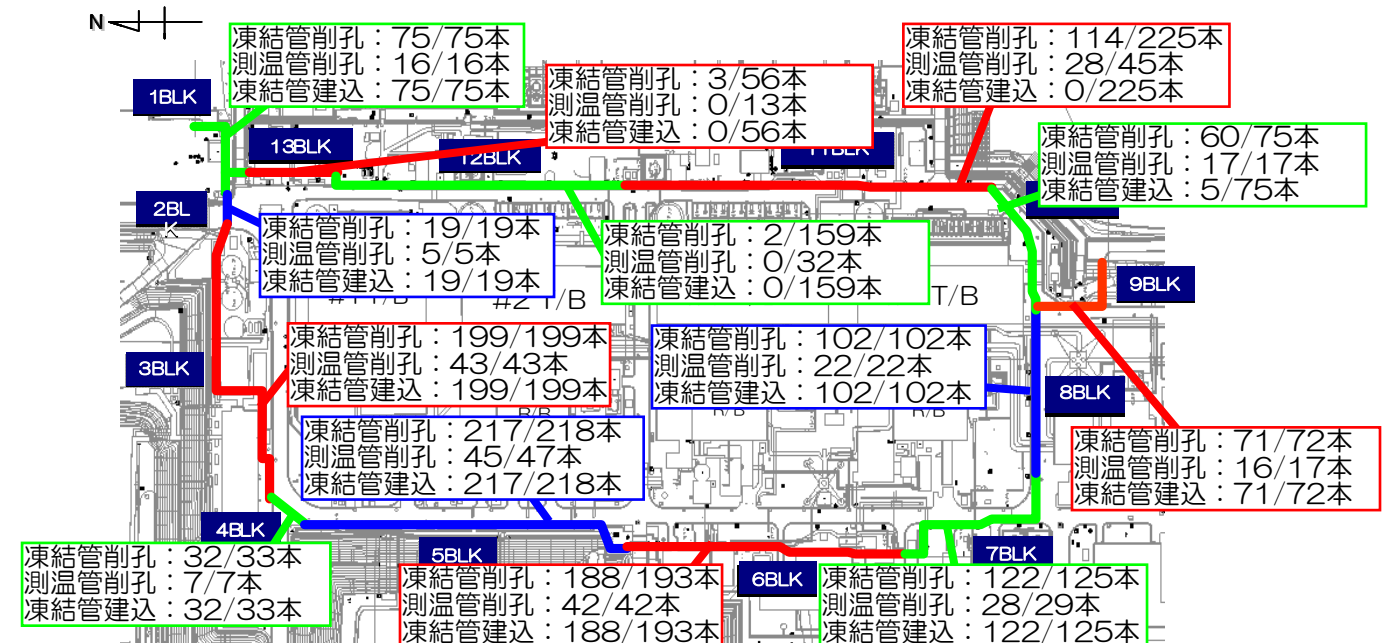 N
凍結管削孔：75/75本
測温管削孔：16/16本
凍結管建込：75/75本
凍結管削孔：114/225本
測温管削孔：28/45本
凍結管建込：0/225本
凍結管削孔：3/56本
測温管削孔：0/13本
凍結管建込：0/56本
1BLK
13BLK
12BLK
11BLK
凍結管削孔：60/75本
測温管削孔：17/17本
凍結管建込：5/75本
2BL
K
凍結管削孔：19/19本
測温管削孔：5/5本
凍結管建込：19/19本
凍結管削孔：2/159本
測温管削孔：0/32本
凍結管建込：0/159本
#1 T/B
#2 T/B
T/B
9BLK
凍結管削孔：199/199本
測温管削孔：43/43本
凍結管建込：199/199本
凍結管削孔：102/102本
測温管削孔：22/22本
凍結管建込：102/102本
3BLK
8BLK
R/B
R/B
R/B
凍結管削孔：217/218本
測温管削孔：45/47本
凍結管建込：217/218本
凍結管削孔：71/72本
測温管削孔：16/17本
凍結管建込：71/72本
4BLK
5BLK
6BLK
7BLK
凍結管削孔：32/33本
測温管削孔：7/7本
凍結管建込：32/33本
凍結管削孔：188/193本
測温管削孔：42/42本
凍結管建込：188/193本
凍結管削孔：122/125本
測温管削孔：28/29本
凍結管建込：122/125本